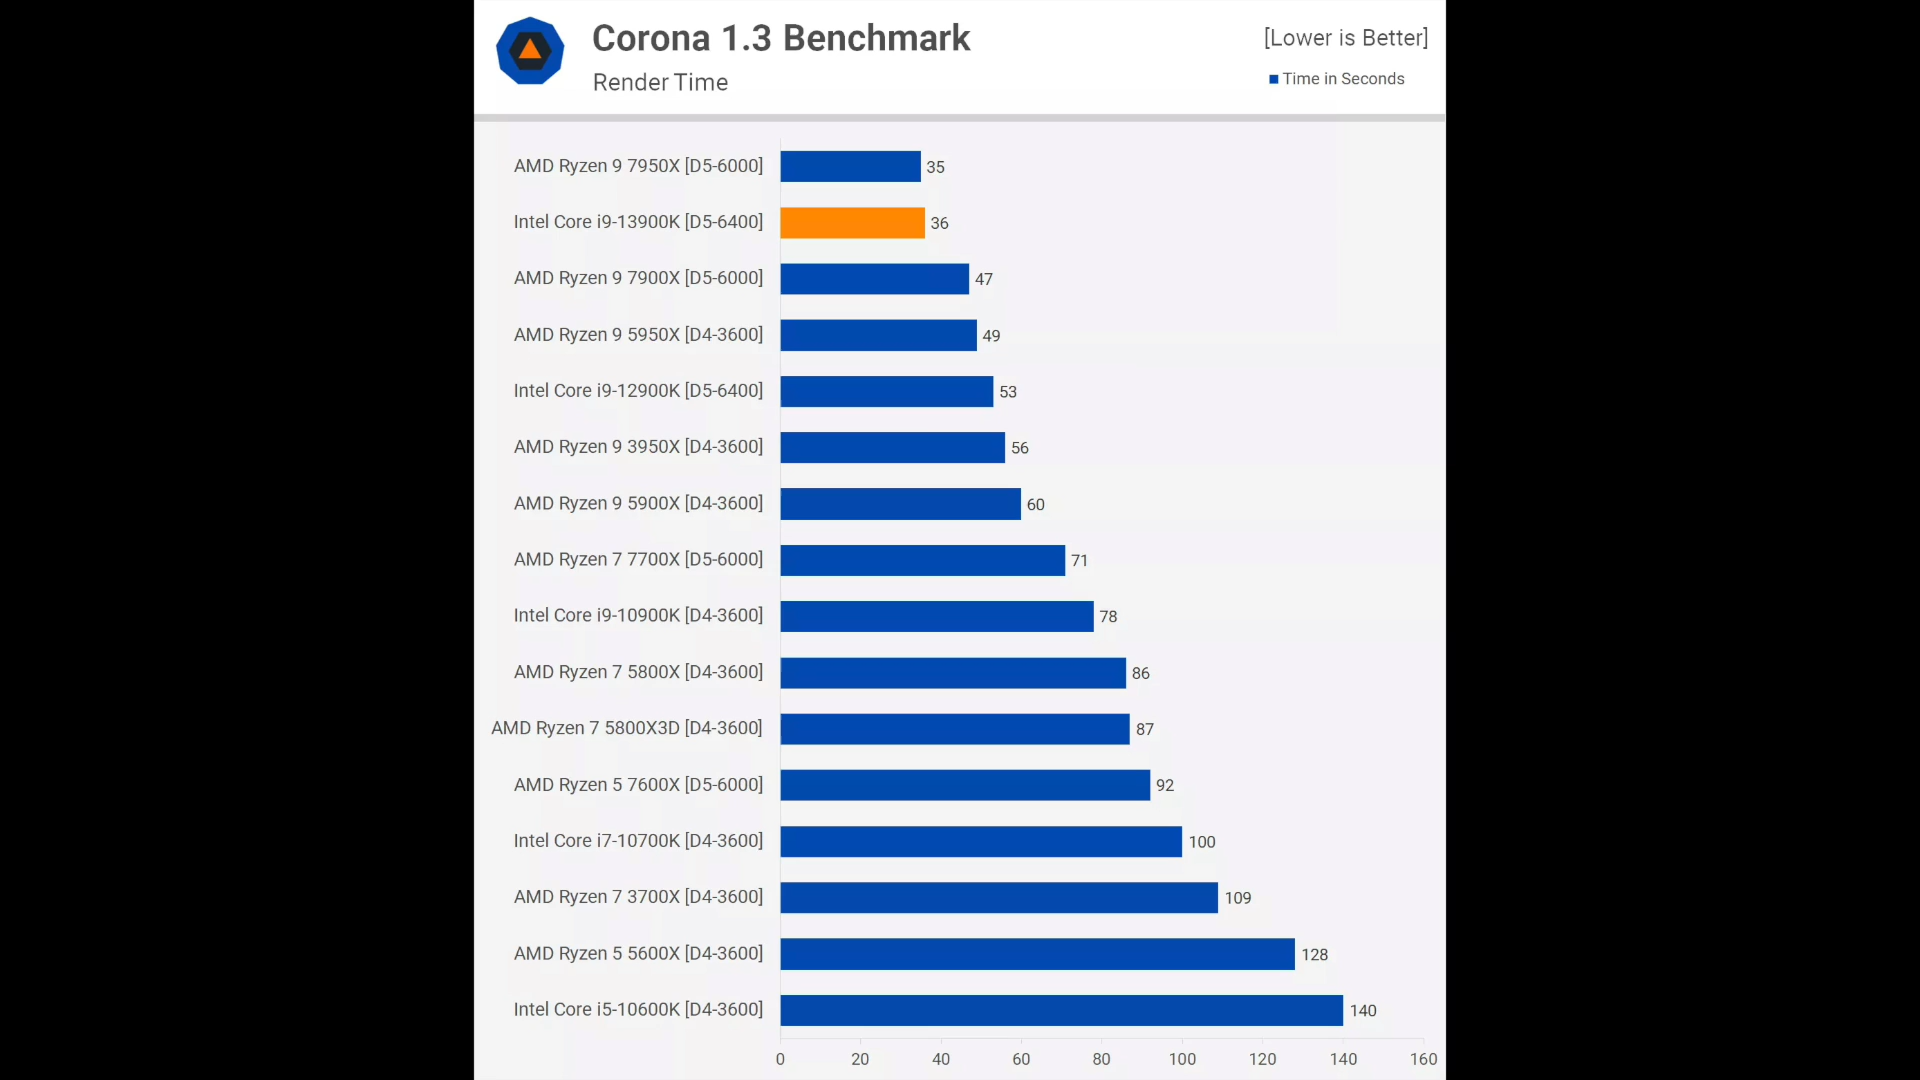 Corona 1.3 Benchmark
[Lower is Better]
Render Time
Time in Seconds
AMD Ryzen 9 7950X [D5-6000] 35
Intel Core i9-13900K [D5-6400] 36
AMD Ryzen 9 7900X [D5-6000] 47
AMD Ryzen 9 5950X [D4-3600] 49
Intel Core i9-12900K [D5-6400] 53
AMD Ryzen 9 3950X [D4-3600] 56
AMD Ryzen 9 5900X [D4-3600] 60
AMD Ryzen 7 7700X [D5-6000] 71
Intel Core i9-10900K [D4-3600] 78
AMD Ryzen 7 5800X [D4-3600] 86
AMD Ryzen 7 5800X3D [D4-3600] 87
AMD Ryzen 5 7600X [D5-6000] 92
Intel Core i7-10700K [D4-3600] 100
AMD Ryzen 7 3700X [D4-3600] 109
AMD Ryzen 5 5600X [D4-3600] 128
Intel Core i5-10600K [D4-3600] 140
0 20 40 60 80 100 120 140 160